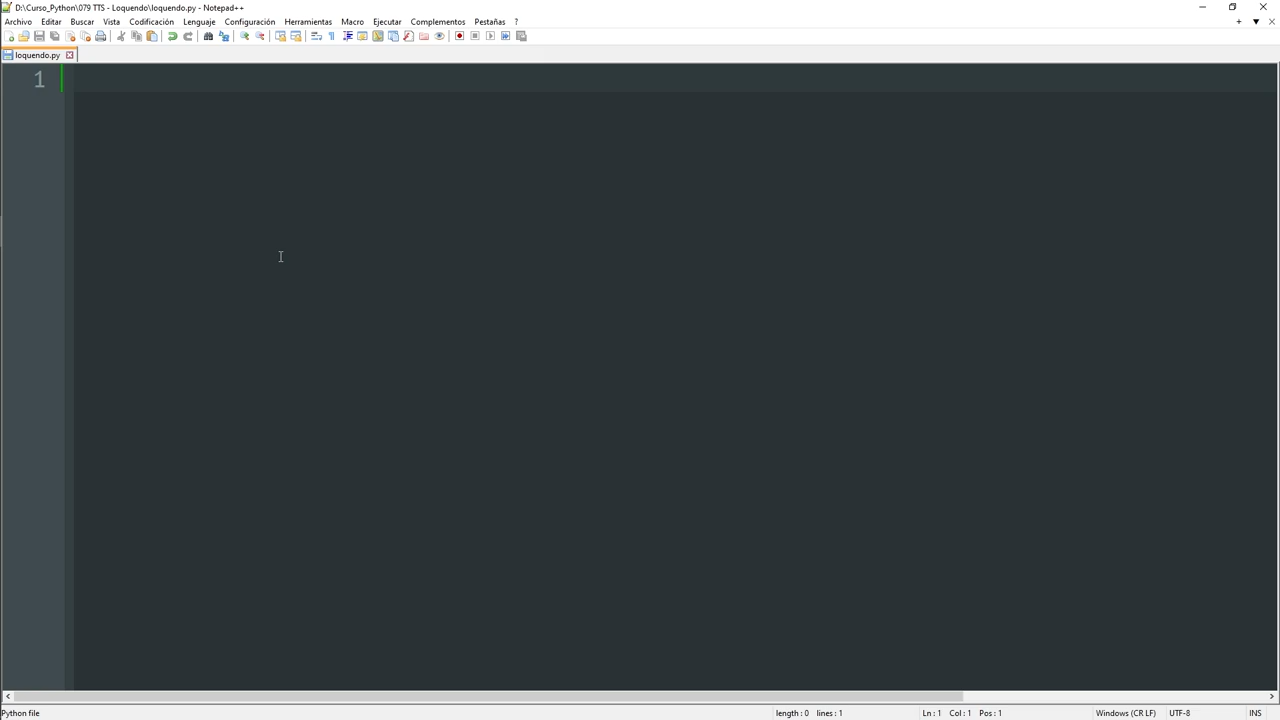 D:\Curso_Python\079 TTS - Loquendo\loquendo.py - Notepad++
Archivo Editar Buscar Vista Codificación Lenguaje Configuración Herramientas Macro Ejecutar Complementos Pestañas ?
loquendo.py
1
Python file length : 0 lines : 1 Ln : 1 Col : 1 Pos : 1 Windows (CR LF) UTF-8 INS